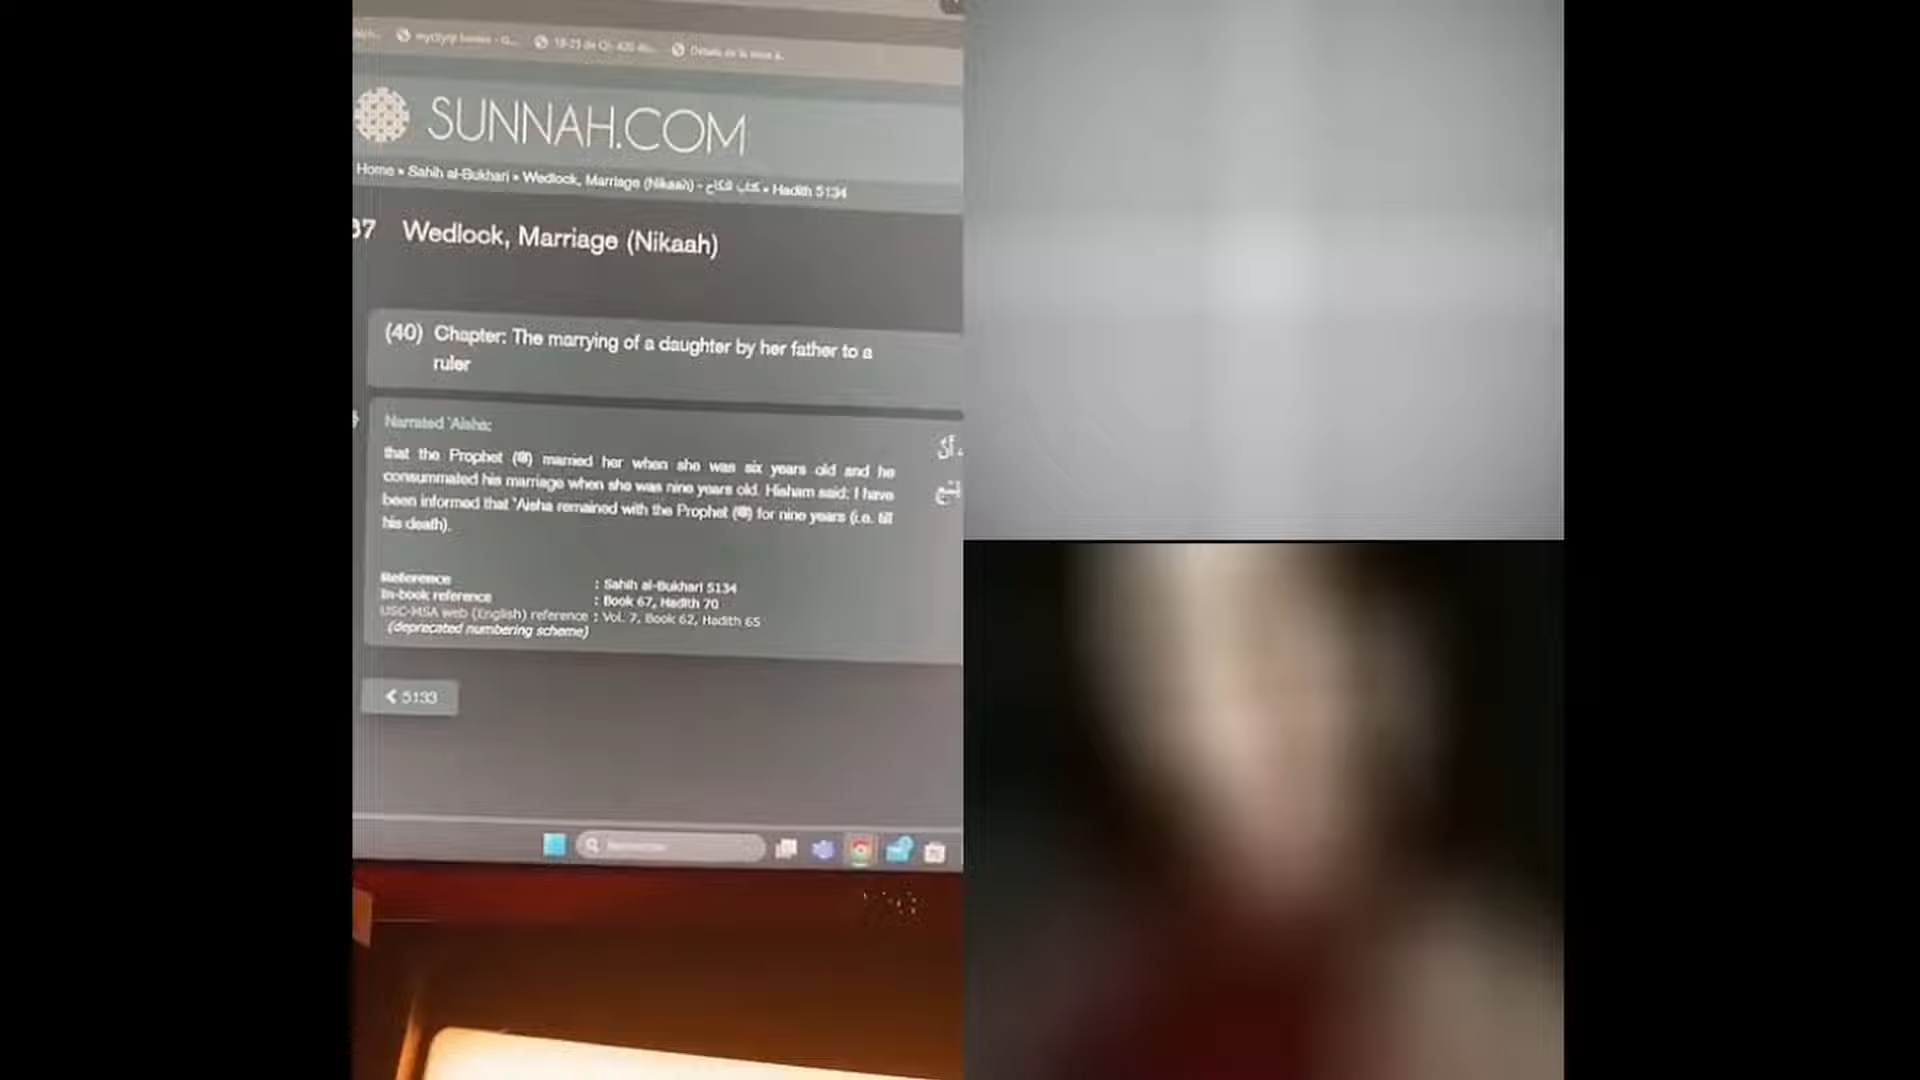 SUNNAH.COM
Home » Sahih al-Bukhari » Wedlock, Marriage (Nikaah) - كتاب النكاح » Hadith 5134
Wedlock, Marriage (Nikaah)
(40) Chapter: The marrying of a daughter by her father to a
ruler
Narrated 'Aisha:
that the Prophet (ﷺ) married her when she was six years old and he
consummated his marriage when she was nine years old. Hisham said: I have
been informed that 'Aisha remained with the Prophet (ﷺ) for nine years (i.e. till
his death).
Reference : Sahih al-Bukhari 5134
In-book reference : Book 67, Hadith 70
USC-MSA web (English) reference : Vol. 7, Book 62, Hadith 65
(deprecated numbering scheme)
5133